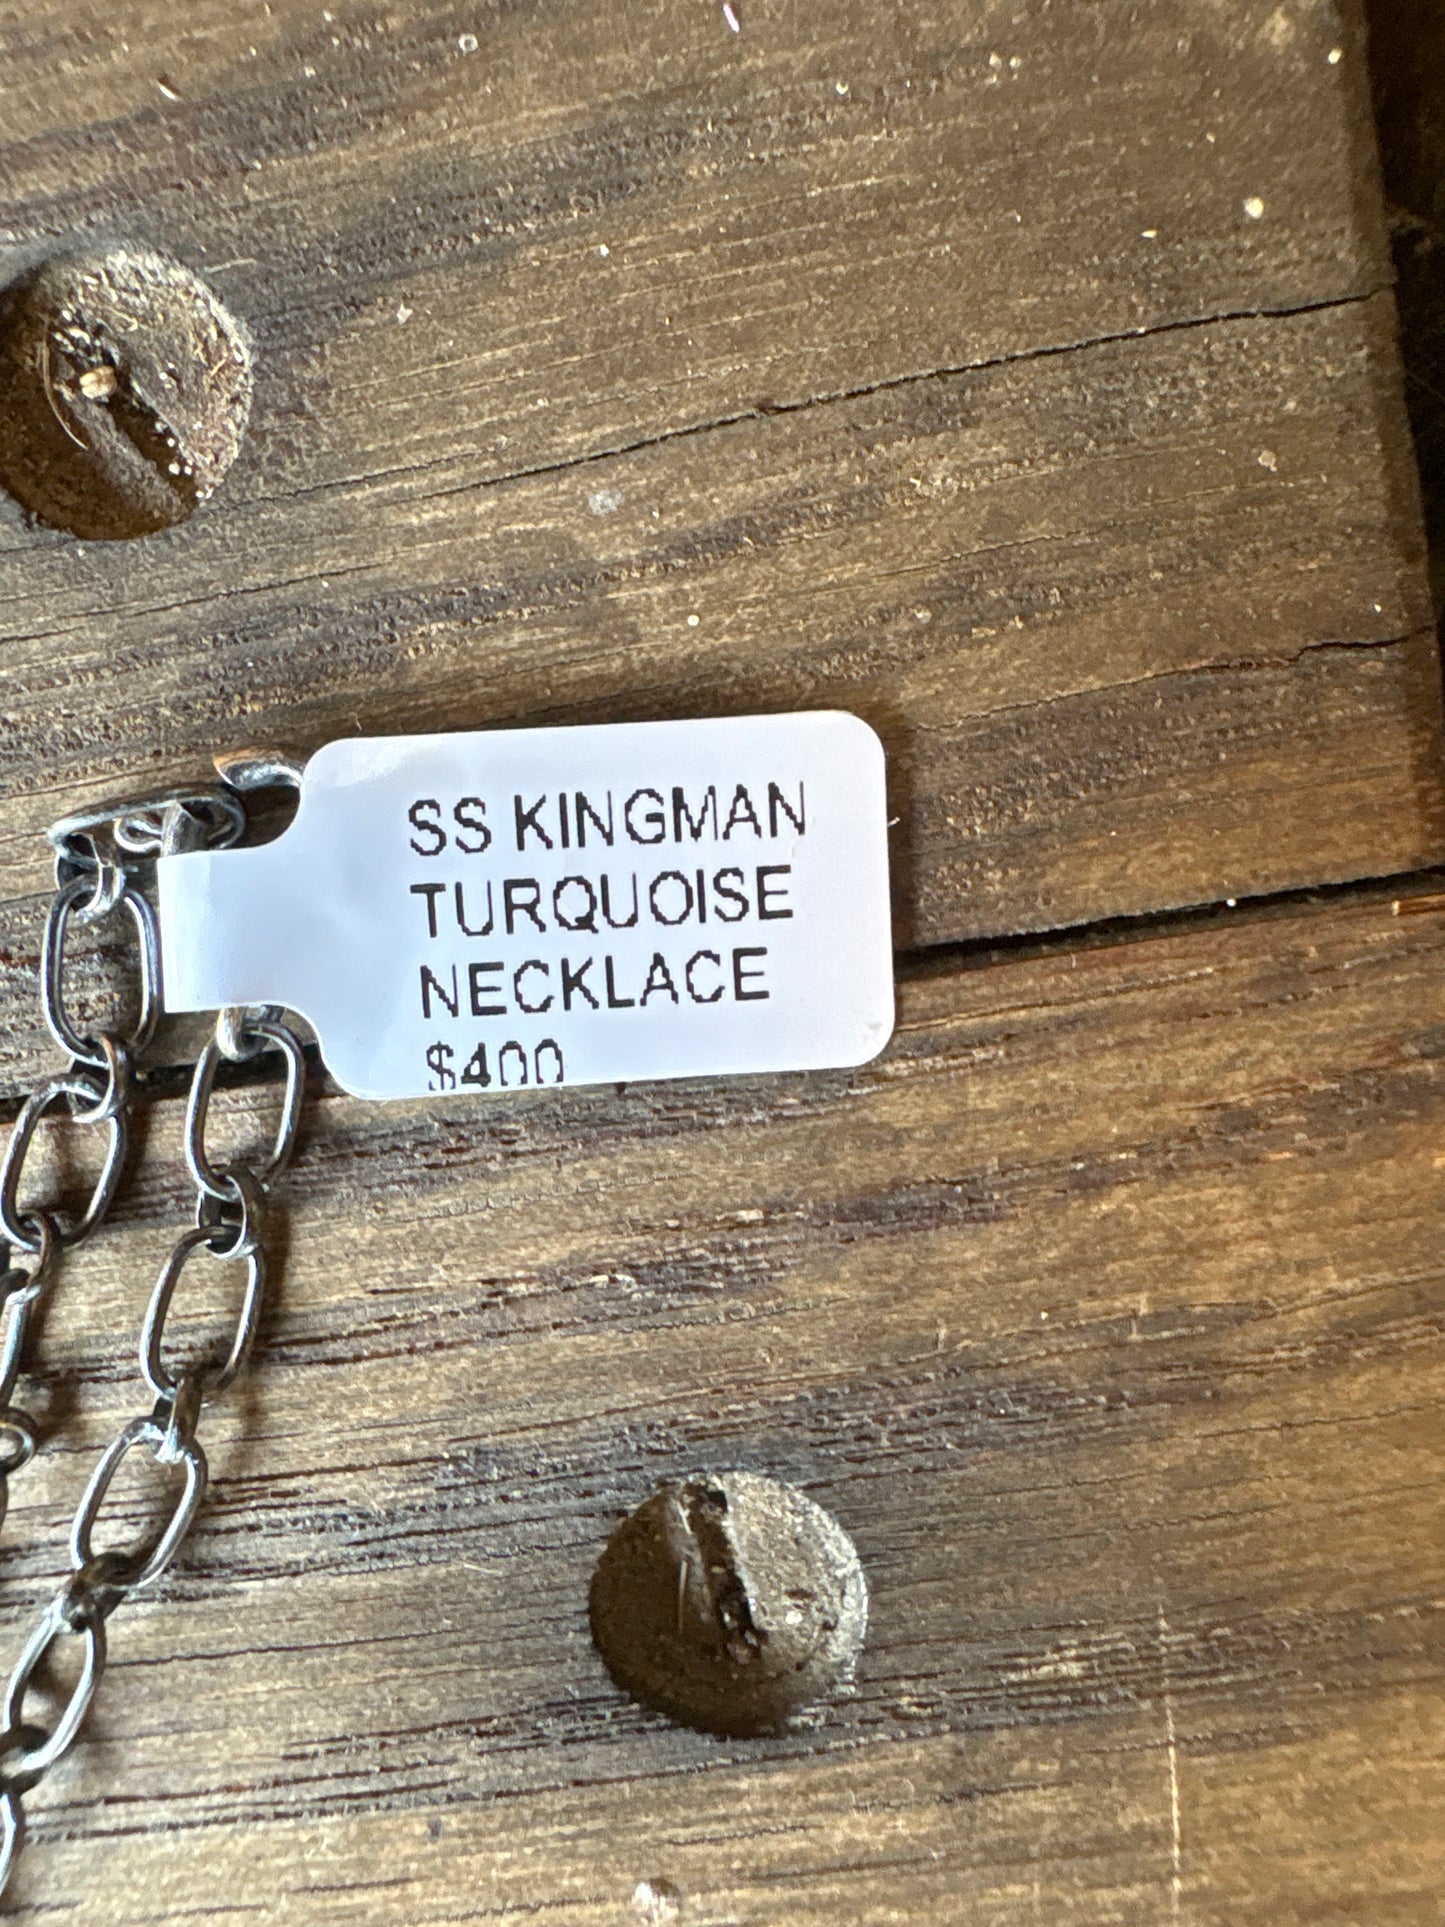 SS KINGMAN
TURQUOISE
NECKLACE
$400